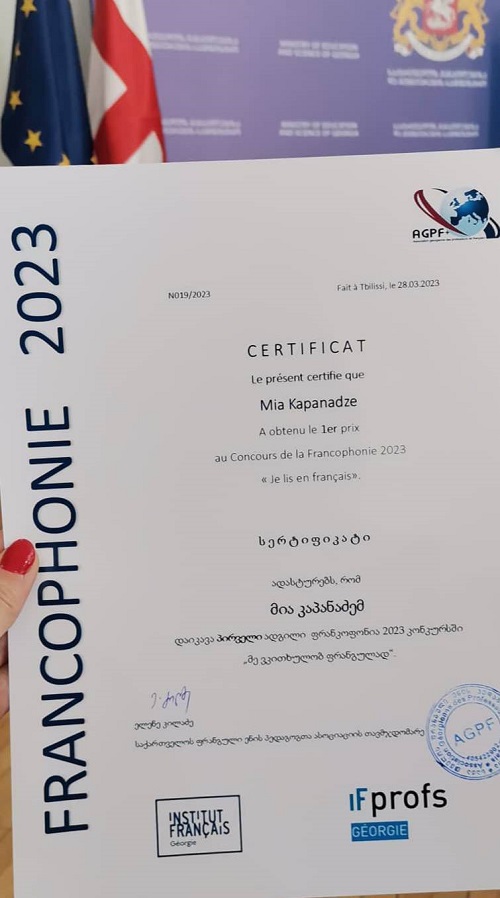 MINISTRY OF EDUCATION
AND SCIENCE OF GEORGIA
FRANCOPHONIE 2023
AGPF
N019/2023
Fait à Tbilissi, le 28.03.2023
CERTIFICAT
Le présent certifie que
Mia Kapanadze
A obtenu le 1er prix
au Concours de la Francophonie 2023
« Je lis en français».
სერტიფიკატი
ადასტურებს, რომ
მია კაპანაძემ
დაიკავა პირველი ადგილი ფრანკოფონია 2023 კონკურსში
„მე ვკითხულობ ფრანგულად“.
ელენე კილაძე
საქართველოს ფრანგული ენის პედაგოგთა ასოციაციის თავმჯდომარე
AGPF
INSTITUT
FRANÇAIS
Géorgie
IFprofs
GÉORGIE